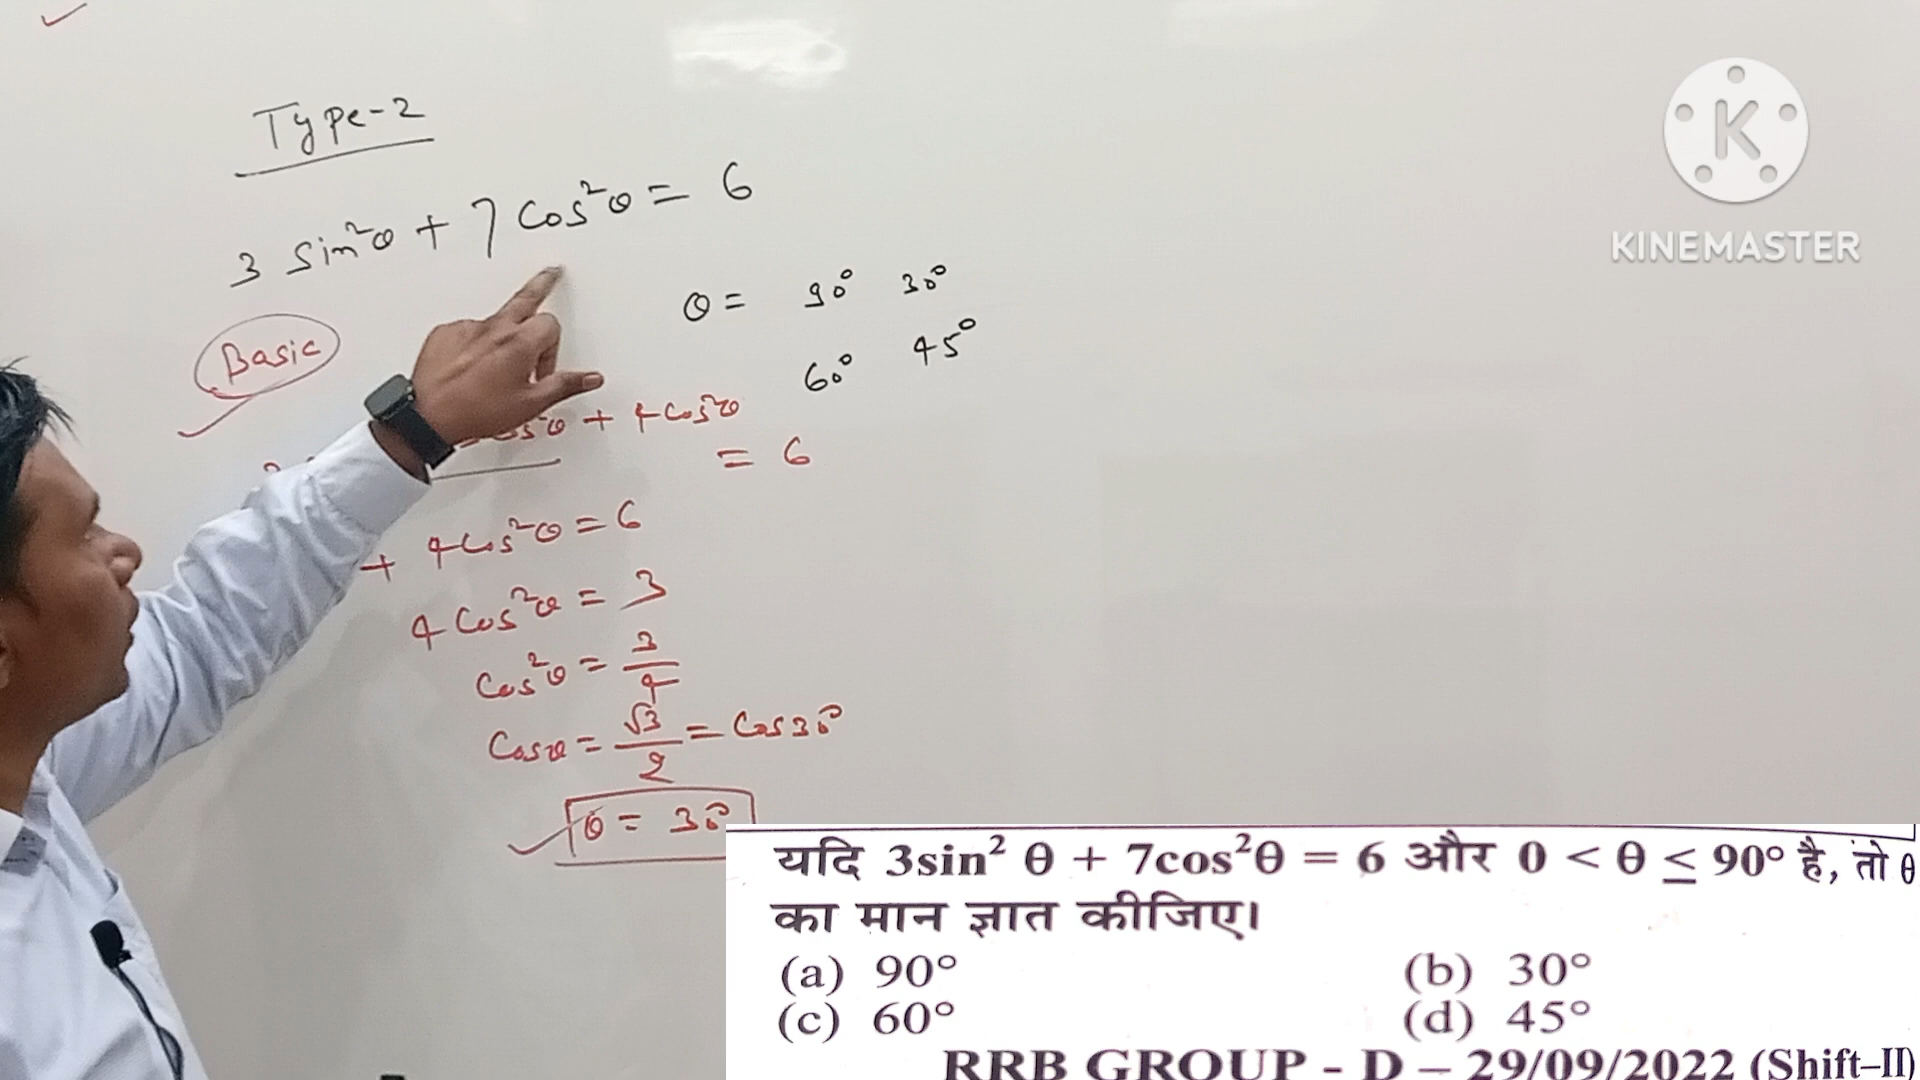 Type-2
3 sin²θ + 7 cos²θ = 6
θ = 90° 30°
60° 45°
Basic
+ 4cos²θ
= 6
+ 4cos²θ = 6
4 cos²θ = 3
cos²θ = 3/4
cosθ = √3/2 = cos30°
θ = 30°
KINEMASTER
यदि 3sin² θ + 7cos²θ = 6 और 0 < θ ≤ 90° है, तो θ
का मान ज्ञात कीजिए।
(a) 90° (b) 30°
(c) 60° (d) 45°
RRB GROUP - D – 29/09/2022 (Shift–II)